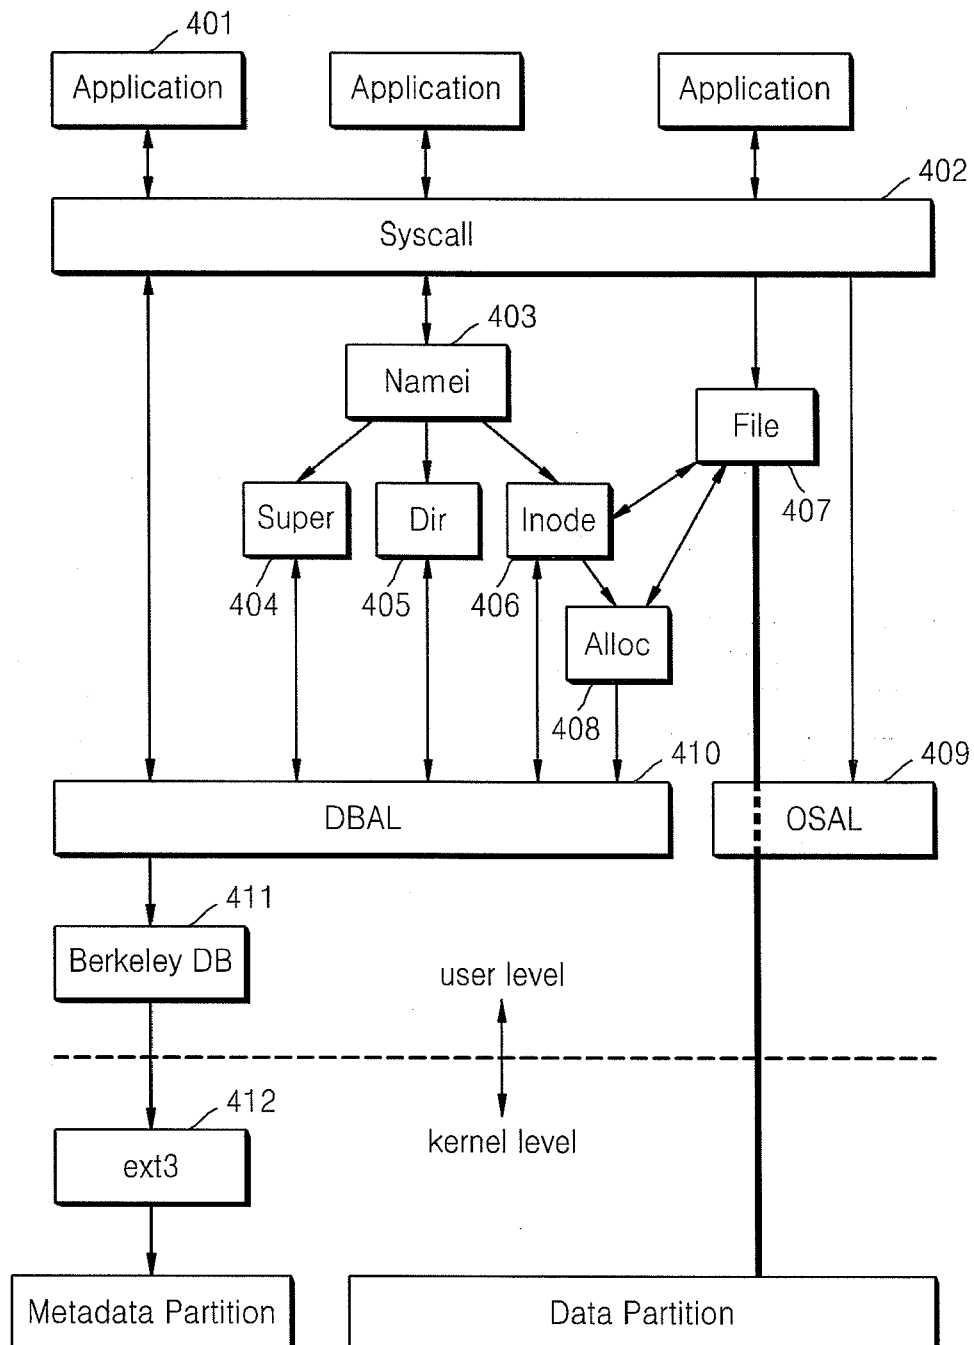 401
Application
Application
Application
402
Syscall
403
Namei
File
407
Super
Dir
Inode
404
405
406
Alloc
408
410
409
DBAL
OSAL
411
Berkeley DB
user level
412
kernel level
ext3
Metadata Partition
Data Partition